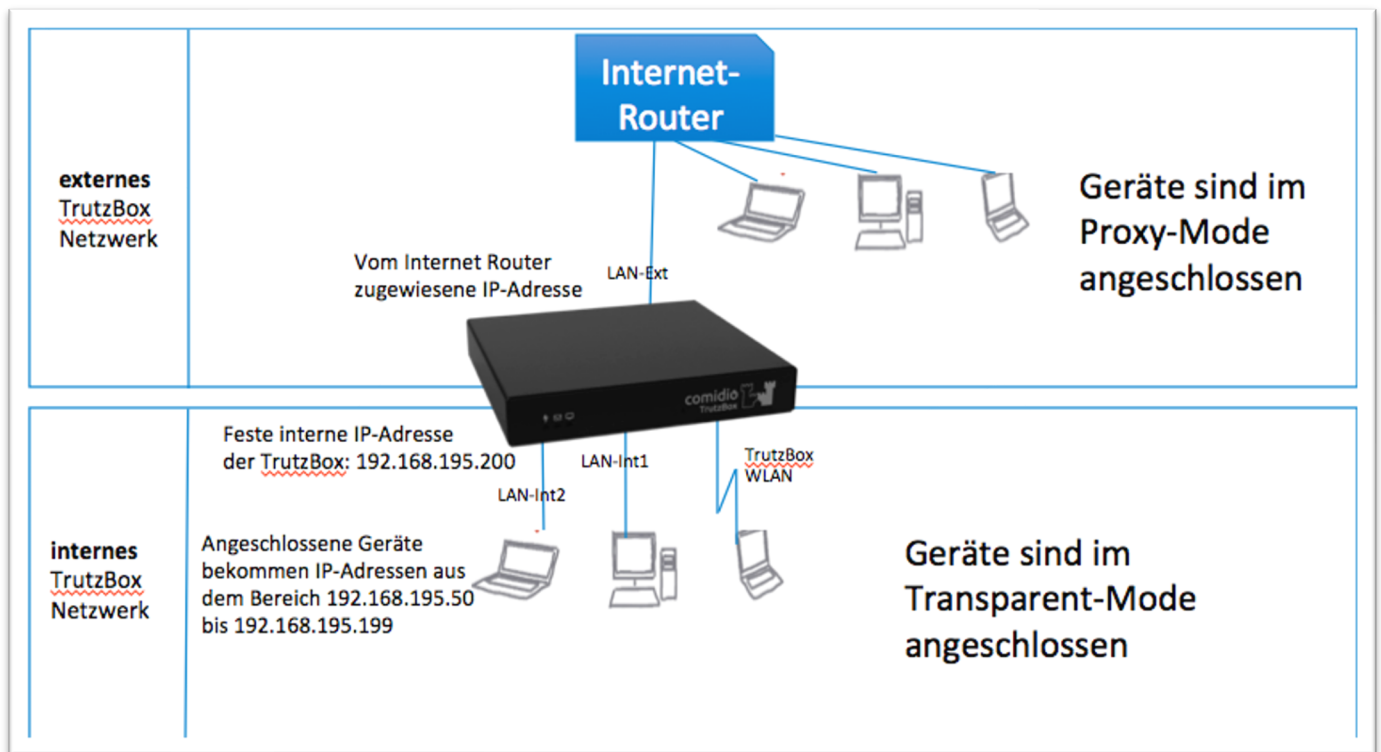 Internet-
Router
externes
TrutzBox
Netzwerk
Geräte sind im
Proxy-Mode
angeschlossen
Vom Internet Router
zugewiesene IP-Adresse
LAN-Ext
comidio
TrutzBox
Feste interne IP-Adresse
der TrutzBox: 192.168.195.200
LAN-Int1
TrutzBox
WLAN
LAN-Int2
internes
TrutzBox
Netzwerk
Angeschlossene Geräte
bekommen IP-Adressen aus
dem Bereich 192.168.195.50
bis 192.168.195.199
Geräte sind im
Transparent-Mode
angeschlossen